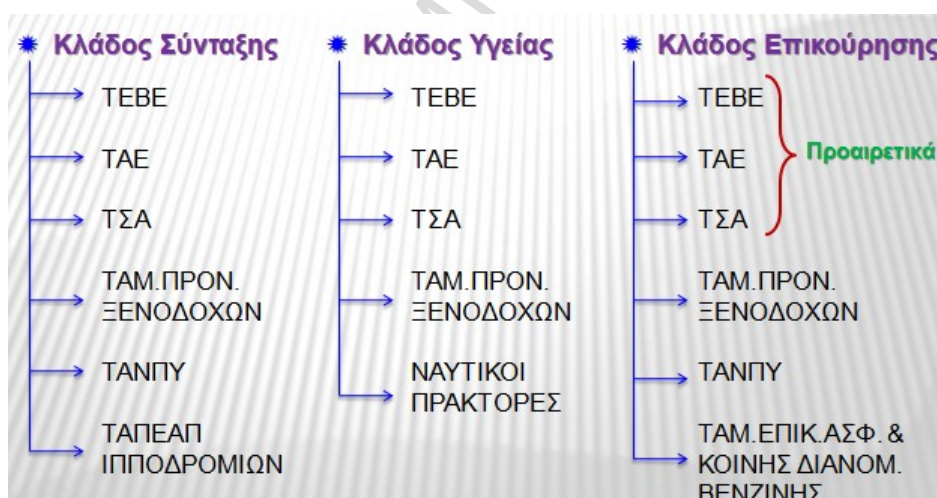 Κλάδος Σύνταξης
ΤΕΒΕ
ΤΑΕ
ΤΣΑ
ΤΑΜ.ΠΡΟΝ.
ΞΕΝΟΔΟΧΩΝ
ΤΑΝΠΥ
ΤΑΠΕΑΠ
ΙΠΠΟΔΡΟΜΙΩΝ
Κλάδος Υγείας
ΤΕΒΕ
ΤΑΕ
ΤΣΑ
ΤΑΜ.ΠΡΟΝ.
ΞΕΝΟΔΟΧΩΝ
ΝΑΥΤΙΚΟΙ
ΠΡΑΚΤΟΡΕΣ
Κλάδος Επικούρησης
ΤΕΒΕ
ΤΑΕ
ΤΣΑ
Προαιρετικά
ΤΑΜ.ΠΡΟΝ.
ΞΕΝΟΔΟΧΩΝ
ΤΑΝΠΥ
ΤΑΜ.ΕΠΙΚ.ΑΣΦ. &
ΚΟΙΝΗΣ ΔΙΑΝΟΜ.
ΒΕΝΖΙΝΗΣ